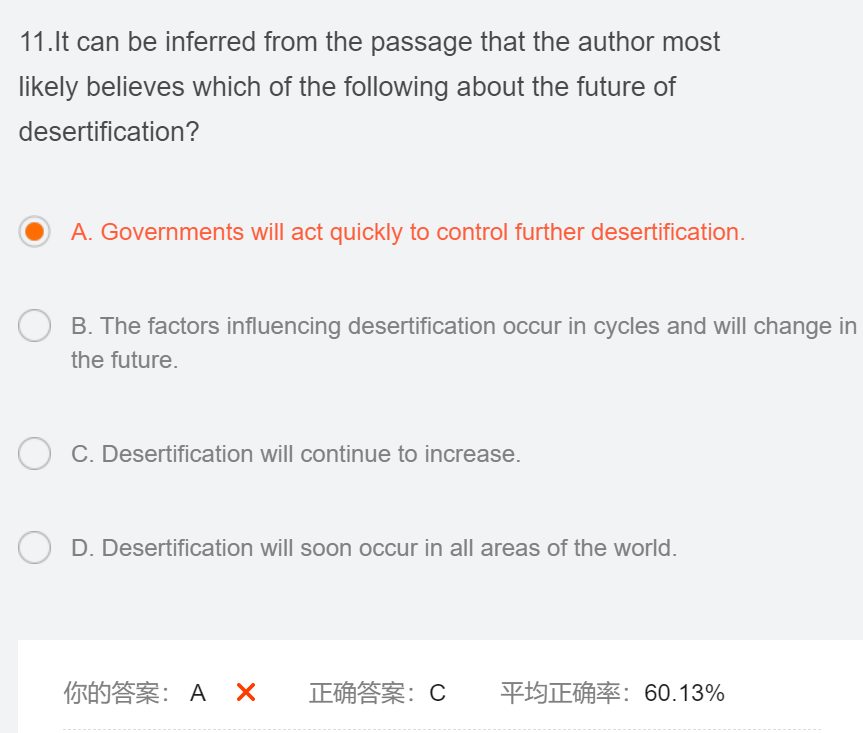 11.It can be inferred from the passage that the author most
likely believes which of the following about the future of
desertification?
A. Governments will act quickly to control further desertification.
B. The factors influencing desertification occur in cycles and will change in
the future.
C. Desertification will continue to increase.
D. Desertification will soon occur in all areas of the world.
你的答案： A 正确答案： C 平均正确率： 60.13%